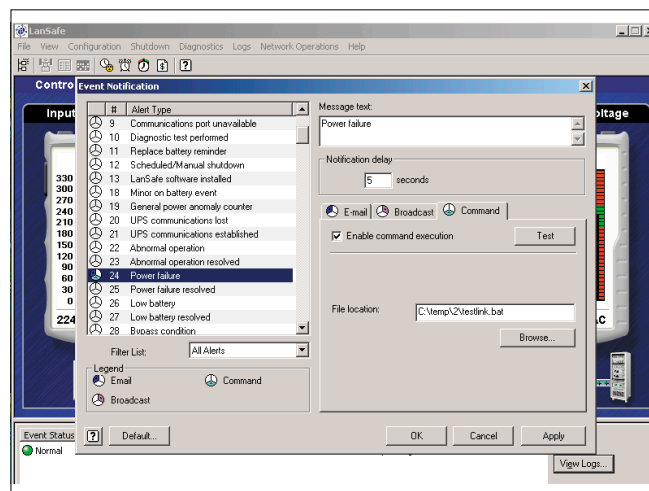 LanSafe
File View Configuration Shutdown Diagnostics Logs Network Operations Help
Contro
Event Notification
Input
330
300
270
240
210
180
150
120
90
60
30
0
224
# Alert Type
9 Communications port unavailable
10 Diagnostic test performed
11 Replace battery reminder
12 Scheduled/Manual shutdown
13 LanSafe software installed
18 Minor on battery event
19 General power anomaly counter
20 UPS communications lost
21 UPS communications established
22 Abnormal operation
23 Abnormal operation resolved
24 Power failure
25 Power failure resolved
26 Low battery
27 Low battery resolved
28 Bypass condition
Filter List: All Alerts
Legend
Email Command
Broadcast
Message text:
Power failure
Notification delay
5 seconds
E-mail Broadcast Command
Enable command execution Test
File location: C:\temp\2\testlink.bat
Browse...
? Default... OK Cancel Apply
ltage
AC
Event Status
Normal
View Logs...